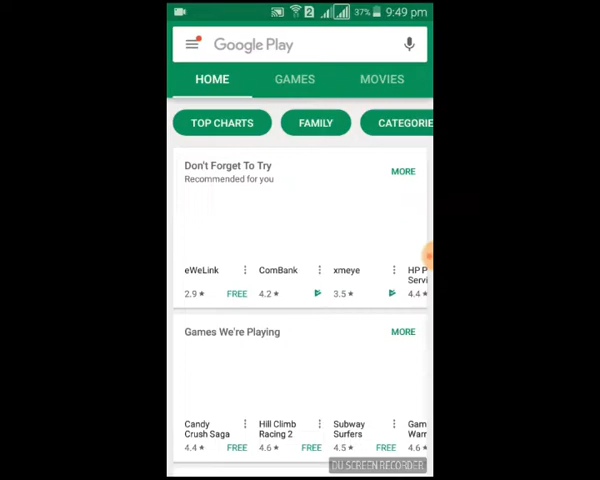 2 37% 9:49 pm
Google Play
HOME GAMES MOVIES
TOP CHARTS FAMILY CATEGORIE
Don't Forget To Try
Recommended for you
MORE
eWeLink ComBank xmeye HP P
Servi
2.9 ★ FREE 4.2 ★ 3.5 ★ 4.4 ★
Games We're Playing MORE
Candy Hill Climb Subway Gam
Crush Saga Racing 2 Surfers Warr
4.4 ★ FREE 4.6 ★ FREE 4.5 ★ FREE 4.6 ★
DU SCREEN RECORDER